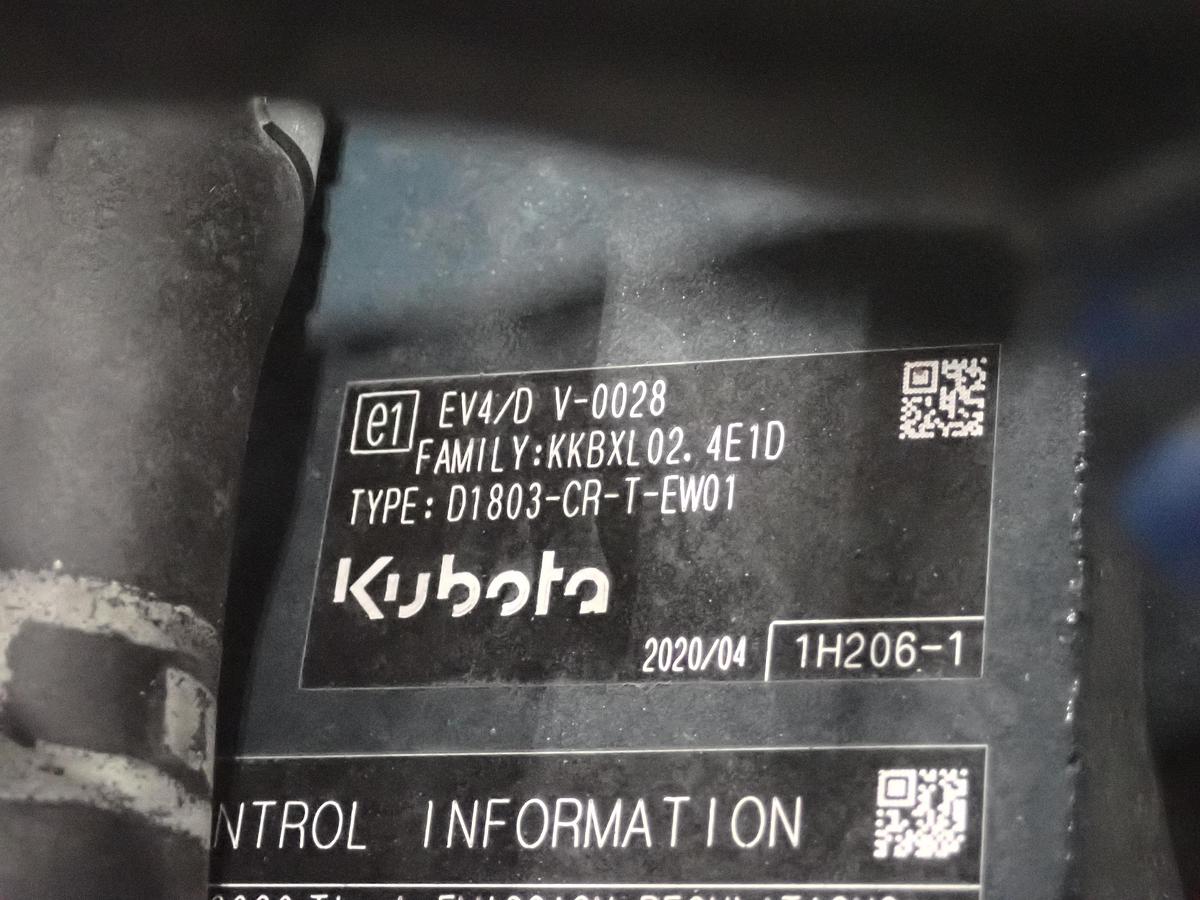 e1 EV4/D V-0028
FAMILY:KKBXL02.4E1D
TYPE: D1803-CR-T-EW01
Kubota
2020/04 1H206-1
NTROL INFORMATION